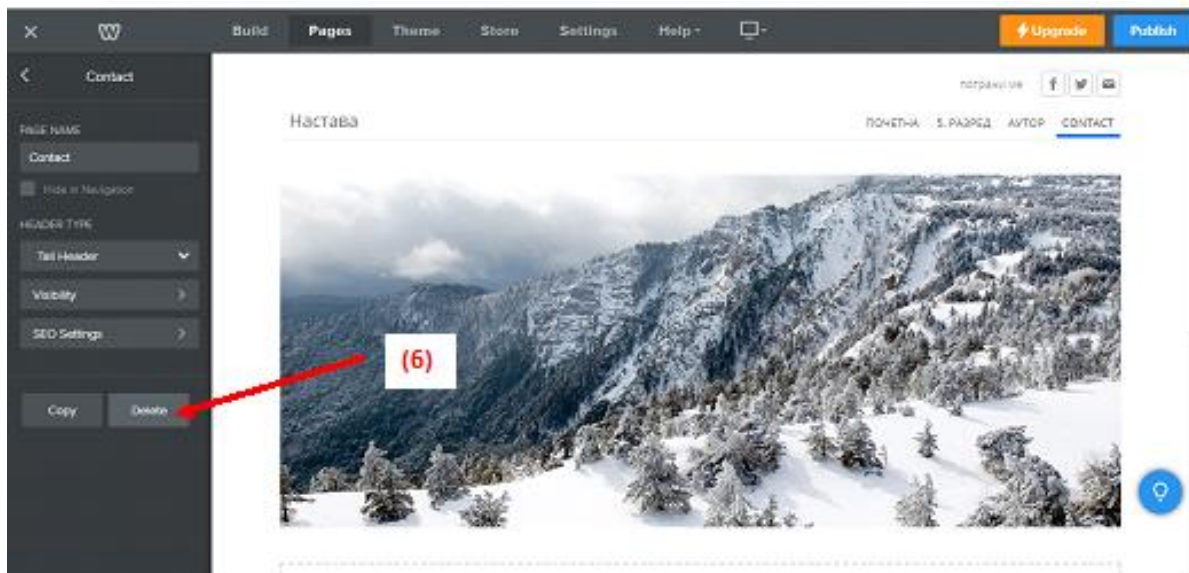 Build Pages Theme Store Settings Help Upgrade Publish
Contact
PAGE NAME
Contact
Hide in Navigation
HEADER TYPE
Tall Header
Visibility
SEO Settings
Copy Delete
Настава
ПОЧЕТНА 5. РАЗРЕД АУТОР CONTACT
(6)